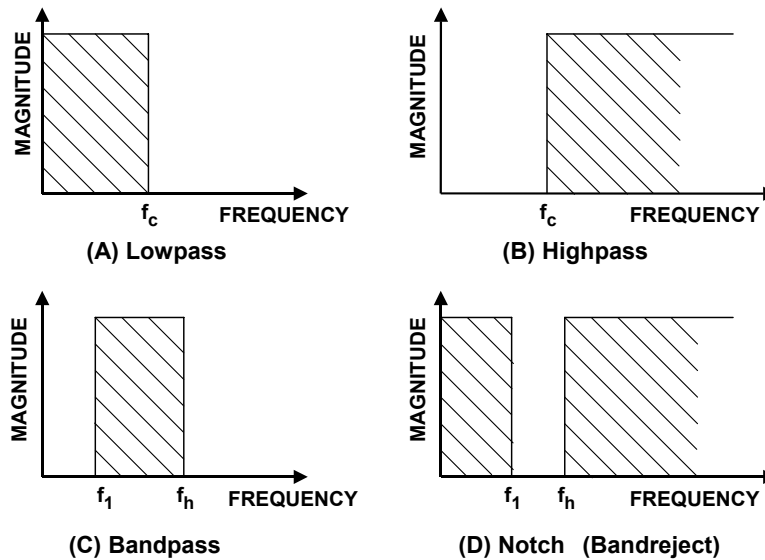 MAGNITUDE
f_c
FREQUENCY
(A) Lowpass
MAGNITUDE
f_c
FREQUENCY
(B) Highpass
MAGNITUDE
f_1
f_h
FREQUENCY
(C) Bandpass
MAGNITUDE
f_1
f_h
FREQUENCY
(D) Notch (Bandreject)